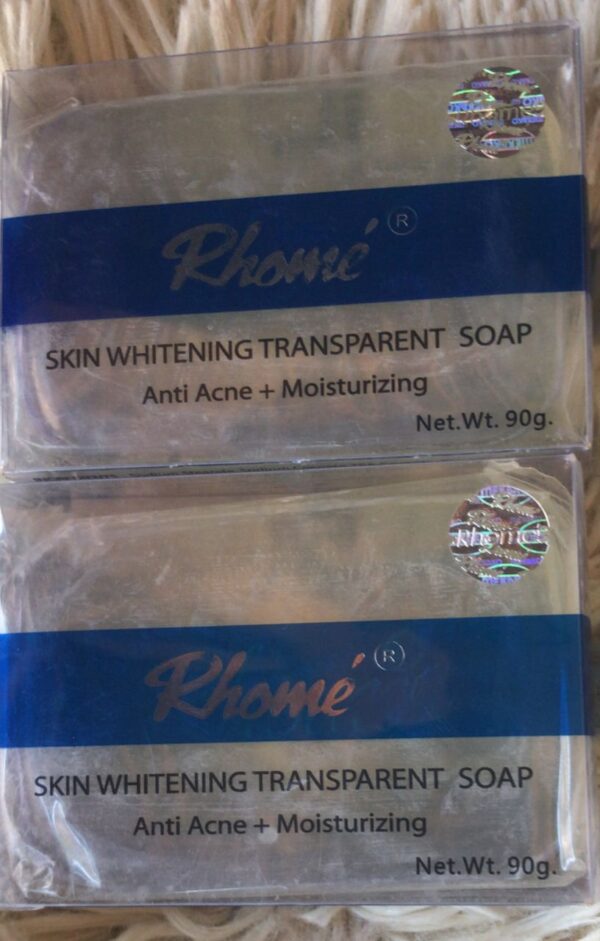 Rhomé ®
SKIN WHITENING TRANSPARENT SOAP
Anti Acne + Moisturizing
Net.Wt. 90g.
Rhomé ®
SKIN WHITENING TRANSPARENT SOAP
Anti Acne + Moisturizing
Net.Wt. 90g.